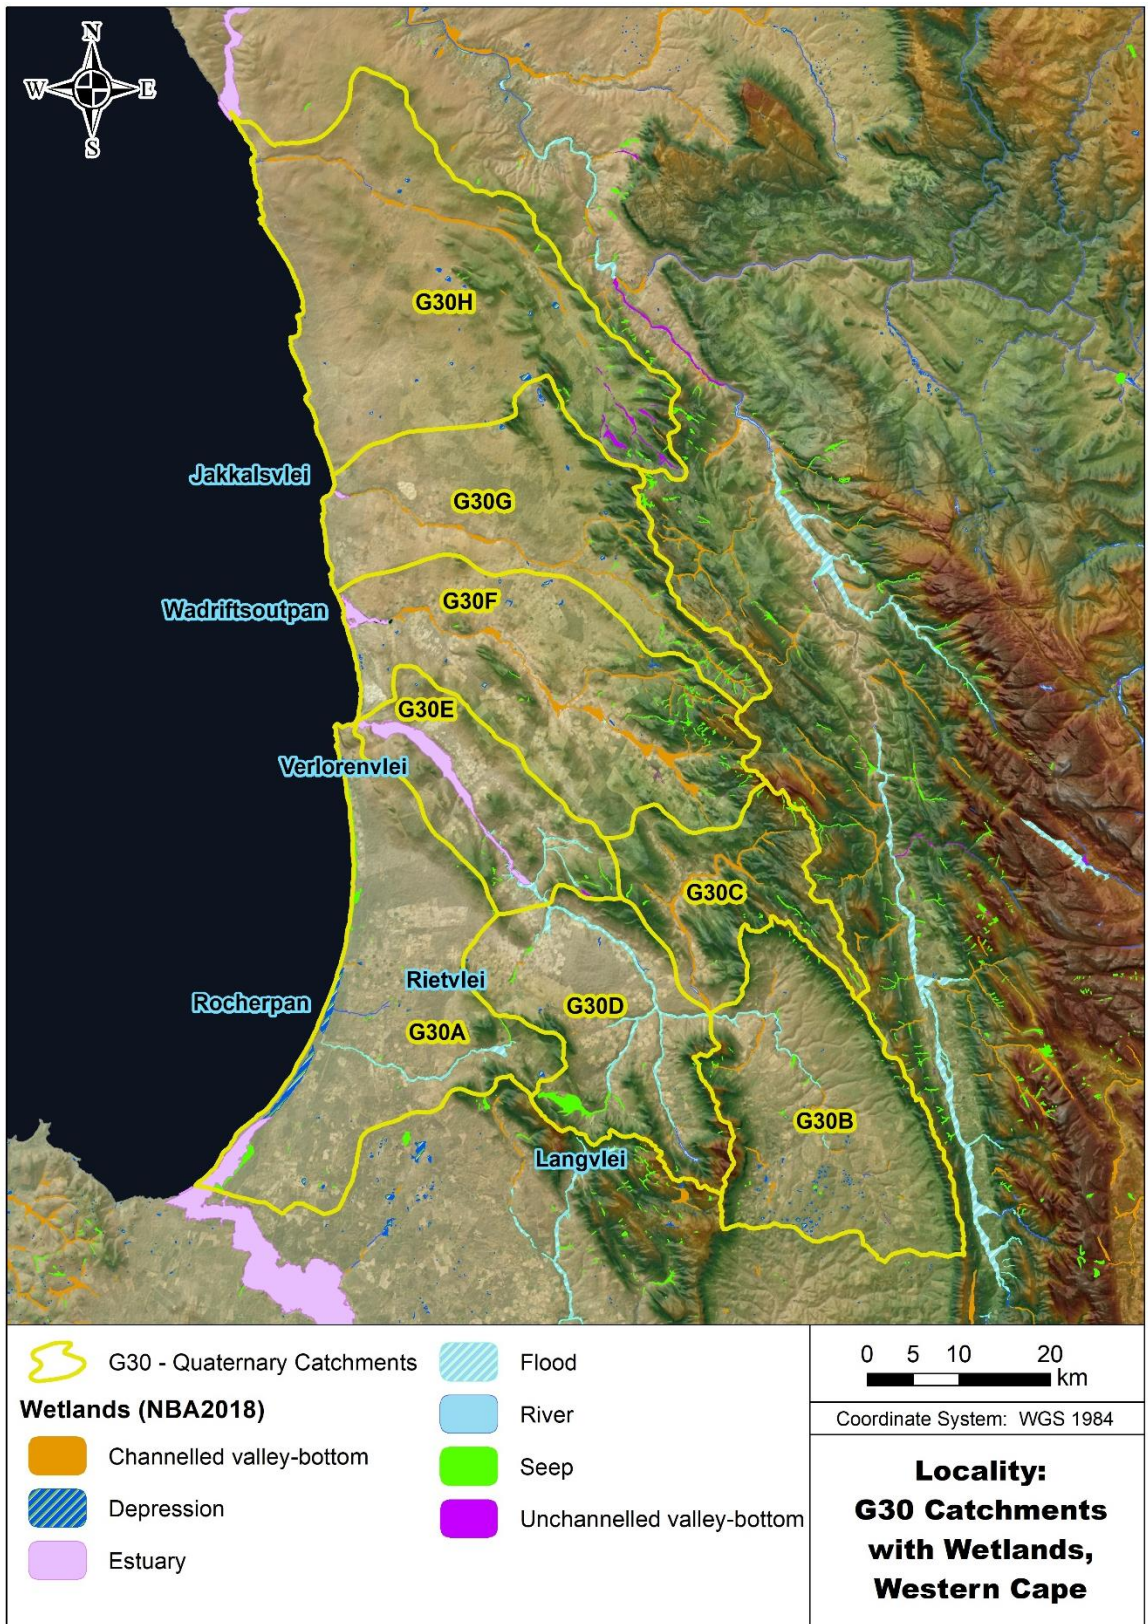 N
W E
S
G30H
Jakkalsvlei
G30G
Wadriftsoutpan
G30F
G30E
Verlorenvlei
G30C
Rietvlei
Rocherpan
G30D
G30A
G30B
Langvlei
G30 - Quaternary Catchments
Wetlands (NBA2018)
Channelled valley-bottom
Depression
Estuary
Flood
River
Seep
Unchannelled valley-bottom
0 5 10 20
km
Coordinate System: WGS 1984
Locality:
G30 Catchments
with Wetlands,
Western Cape